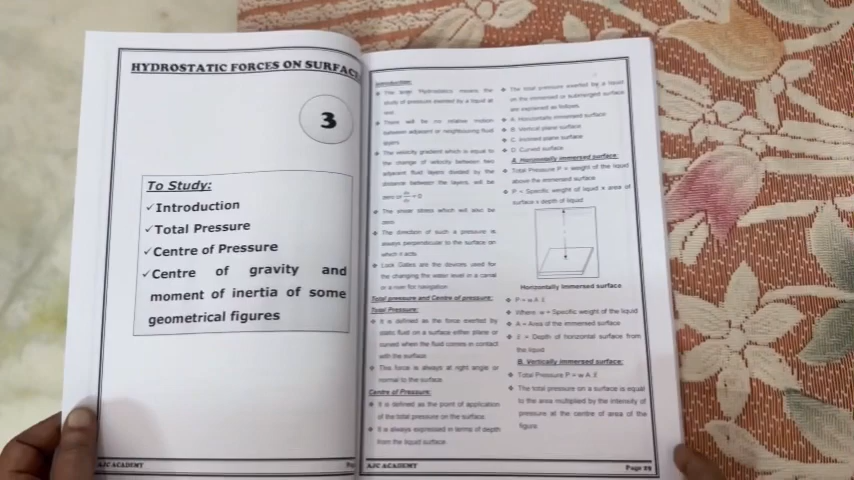 HYDROSTATIC FORCES ON SURFAC
3
To Study:
✓Introduction
✓Total Pressure
✓Centre of Pressure
✓Centre of gravity and
moment of inertia of some
geometrical figures
AJC ACADEMY
Introduction:
The term Hydrostatics means the
study of pressure exerted by a liquid at
rest.
There will be no relative motion
between adjacent or neighbouring fluid
layers.
The velocity gradient which is equal to
the change of velocity between two
adjacent fluid layers divided by the
distance between the layers, will be
zero or du/dy = 0
The shear stress which will also be
zero.
The direction of such a pressure is
always perpendicular to the surface on
which it acts.
Lock Gates are the devices used for
the changing the water level in a canal
or a river for navigation
Total pressure and Centre of pressure:
Total Pressure:
It is defined as the force exerted by
static fluid on a surface either plane or
curved when the fluid comes in contact
with the surface.
This force is always at right angle or
normal to the surface.
Centre of Pressure:
It is defined as the point of application
of the total pressure on the surface.
It is always expressed in terms of depth
from the liquid surface.
The total pressure exerted by a liquid
on the immersed or submerged surface
are explained as follows.
A. Horizontally immersed surface
B. Vertical plane surface
C. Inclined plane surface
D. Curved surface
A. Horizontally immersed surface:
Total Pressure P = weight of the liquid
above the immersed surface
P = Specific weight of liquid x area of
surface x depth of liquid
Horizontally Immersed surface
P = w A x̄
Where w = Specific weight of the liquid
A = Area of the immersed surface
x̄ = Depth of horizontal surface from
the liquid
B. Vertically immersed surface:
Total Pressure P = w A x̄
The total pressure on a surface is equal
to the area multiplied by the intensity of
pressure at the centre of area of the
figure.
AJC ACADEMY
Page 59